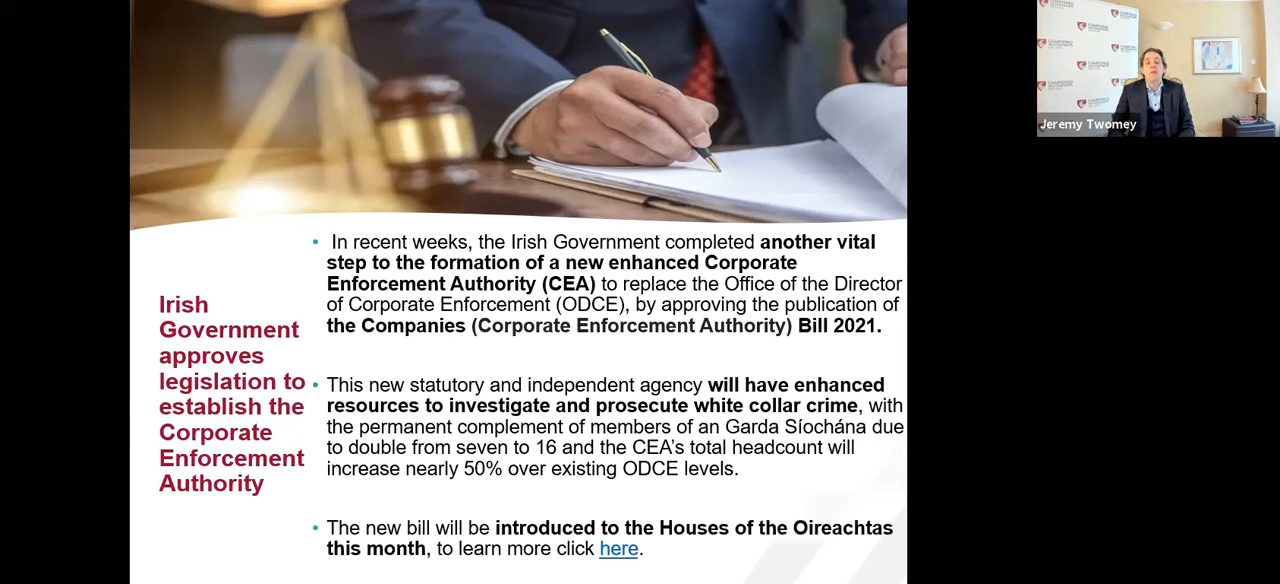 Irish
Government
approves
legislation to
establish the
Corporate
Enforcement
Authority
• In recent weeks, the Irish Government completed another vital
step to the formation of a new enhanced Corporate
Enforcement Authority (CEA) to replace the Office of the Director
of Corporate Enforcement (ODCE), by approving the publication of
the Companies (Corporate Enforcement Authority) Bill 2021.
• This new statutory and independent agency will have enhanced
resources to investigate and prosecute white collar crime, with
the permanent complement of members of an Garda Síochána due
to double from seven to 16 and the CEA’s total headcount will
increase nearly 50% over existing ODCE levels.
• The new bill will be introduced to the Houses of the Oireachtas
this month, to learn more click here.
Jeremy Twomey